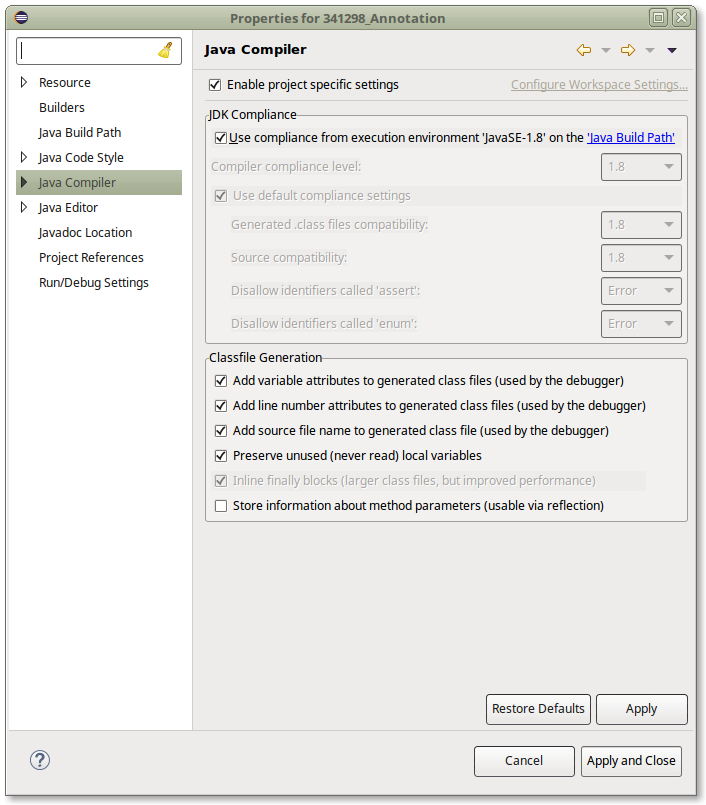 Properties for 341298_Annotation
Resource
Builders
Java Build Path
Java Code Style
Java Compiler
Java Editor
Javadoc Location
Project References
Run/Debug Settings
Java Compiler
Enable project specific settings
Configure Workspace Settings...
JDK Compliance
Use compliance from execution environment 'JavaSE-1.8' on the 'Java Build Path'
Compiler compliance level: 1.8
Use default compliance settings
Generated .class files compatibility: 1.8
Source compatibility: 1.8
Disallow identifiers called 'assert': Error
Disallow identifiers called 'enum': Error
Classfile Generation
Add variable attributes to generated class files (used by the debugger)
Add line number attributes to generated class files (used by the debugger)
Add source file name to generated class file (used by the debugger)
Preserve unused (never read) local variables
Inline finally blocks (larger class files, but improved performance)
Store information about method parameters (usable via reflection)
Restore Defaults
Apply
?
Cancel
Apply and Close